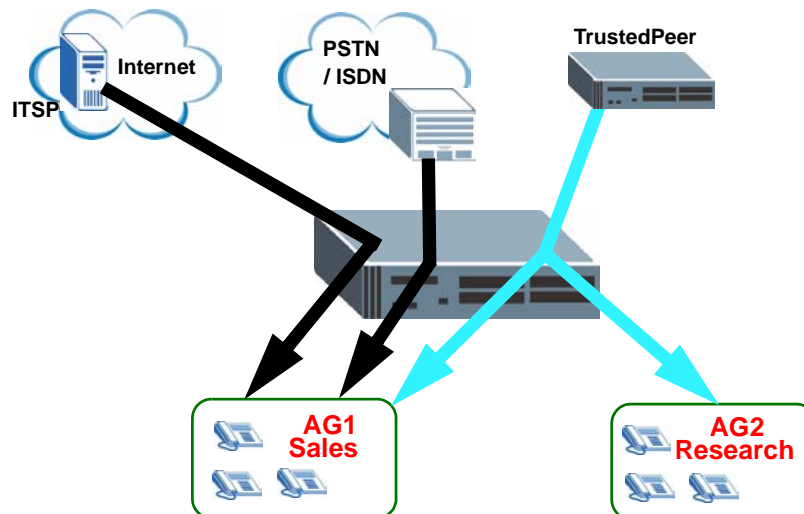 Internet
ITSP
PSTN
/ ISDN
TrustedPeer
AG1
Sales
AG2
Research